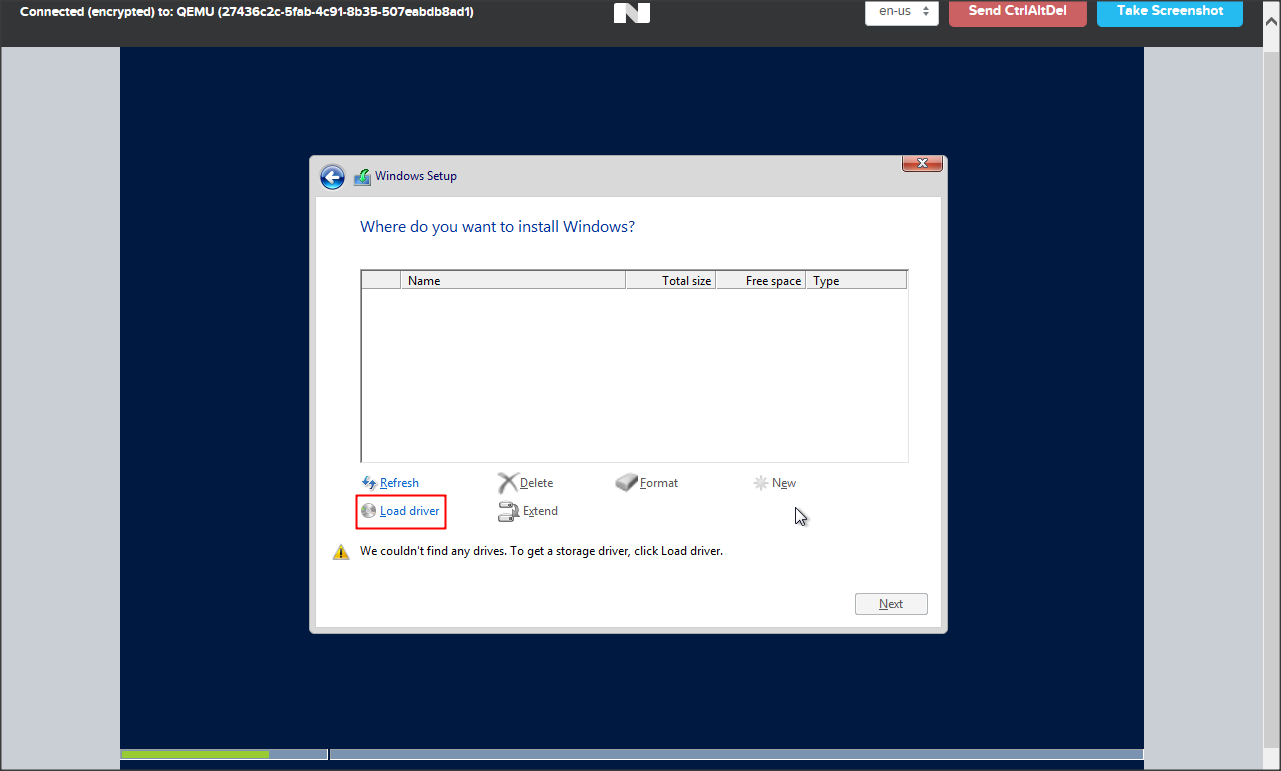 Connected (encrypted) to: QEMU (27436c2c-5fab-4c91-8b35-507eabdb8ad1)
en-us
Send CtrlAltDel
Take Screenshot
Windows Setup
Where do you want to install Windows?
Name Total size Free space Type
Refresh Delete Format New
Load driver Extend
We couldn't find any drives. To get a storage driver, click Load driver.
Next